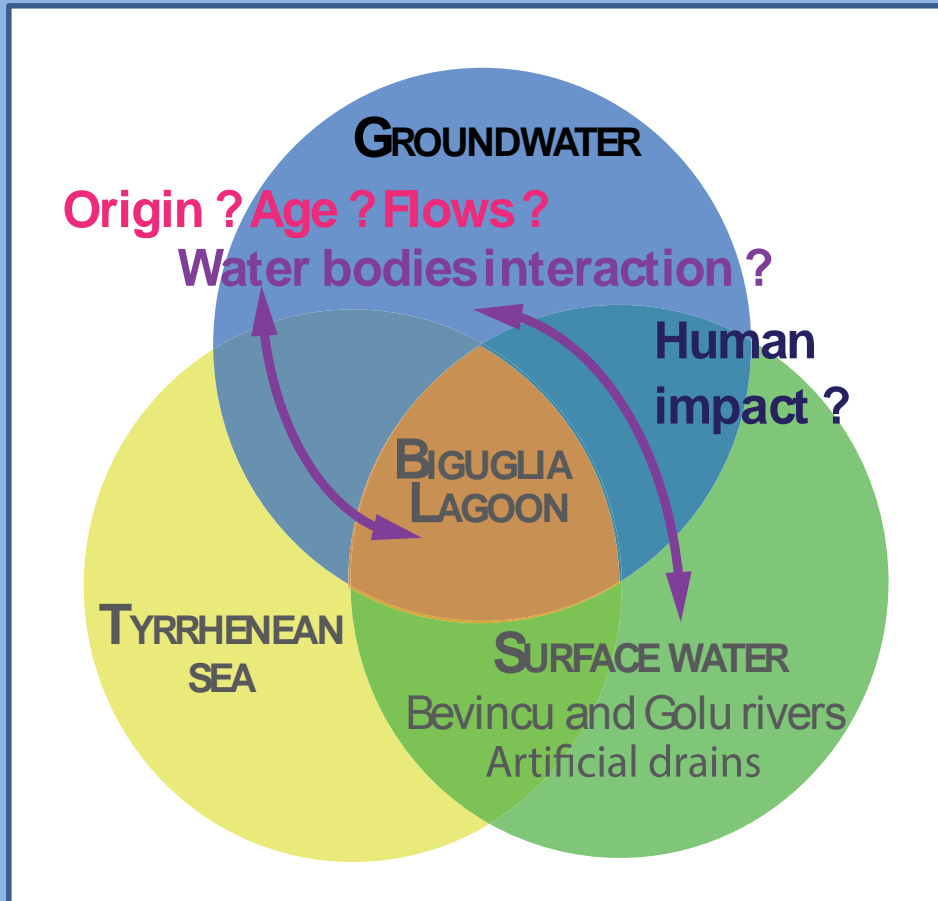 GROUNDWATER
Origin ? Age ? Flows ?
Water bodies interaction ?
Human
impact ?
BIGUGLIA
LAGOON
TYRRHENEAN
SEA
SURFACE WATER
Bevincu and Golu rivers
Artificial drains